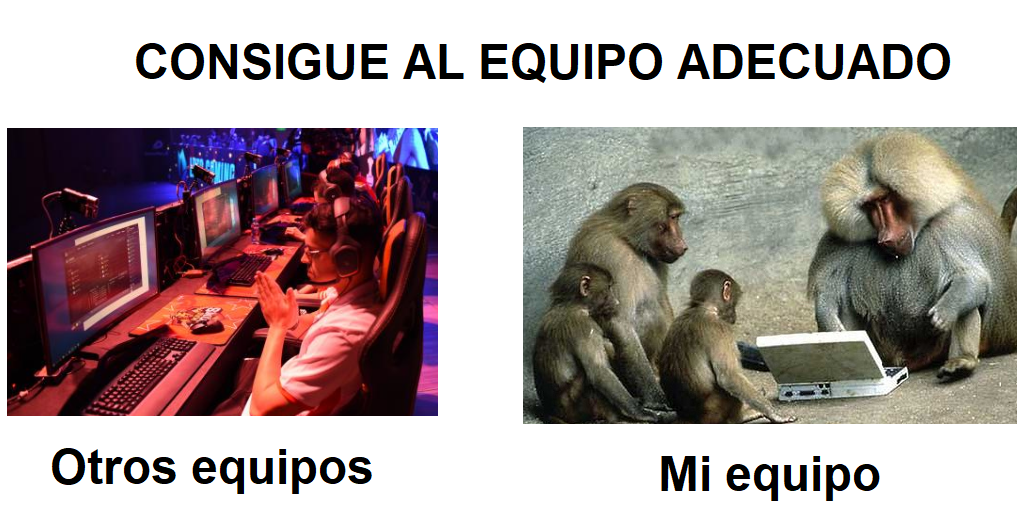 CONSIGUE AL EQUIPO ADECUADO
Otros equipos
Mi equipo